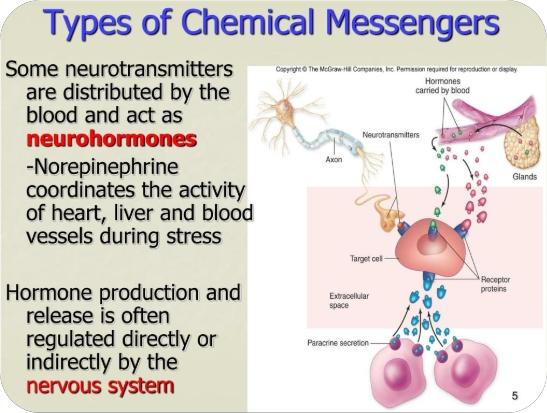 Types of Chemical Messengers
Some neurotransmitters
are distributed by the
blood and act as
neurohormones
-Norepinephrine
coordinates the activity
of heart, liver and blood
vessels during stress
Hormone production and
release is often
regulated directly or
indirectly by the
nervous system
Copyright © The McGraw-Hill Companies, Inc. Permission required for reproduction or display.
Hormones
carried by blood
Neurotransmitters
Axon
Glands
Target cell
Receptor
proteins
Extracellular
space
Paracrine secretion
5